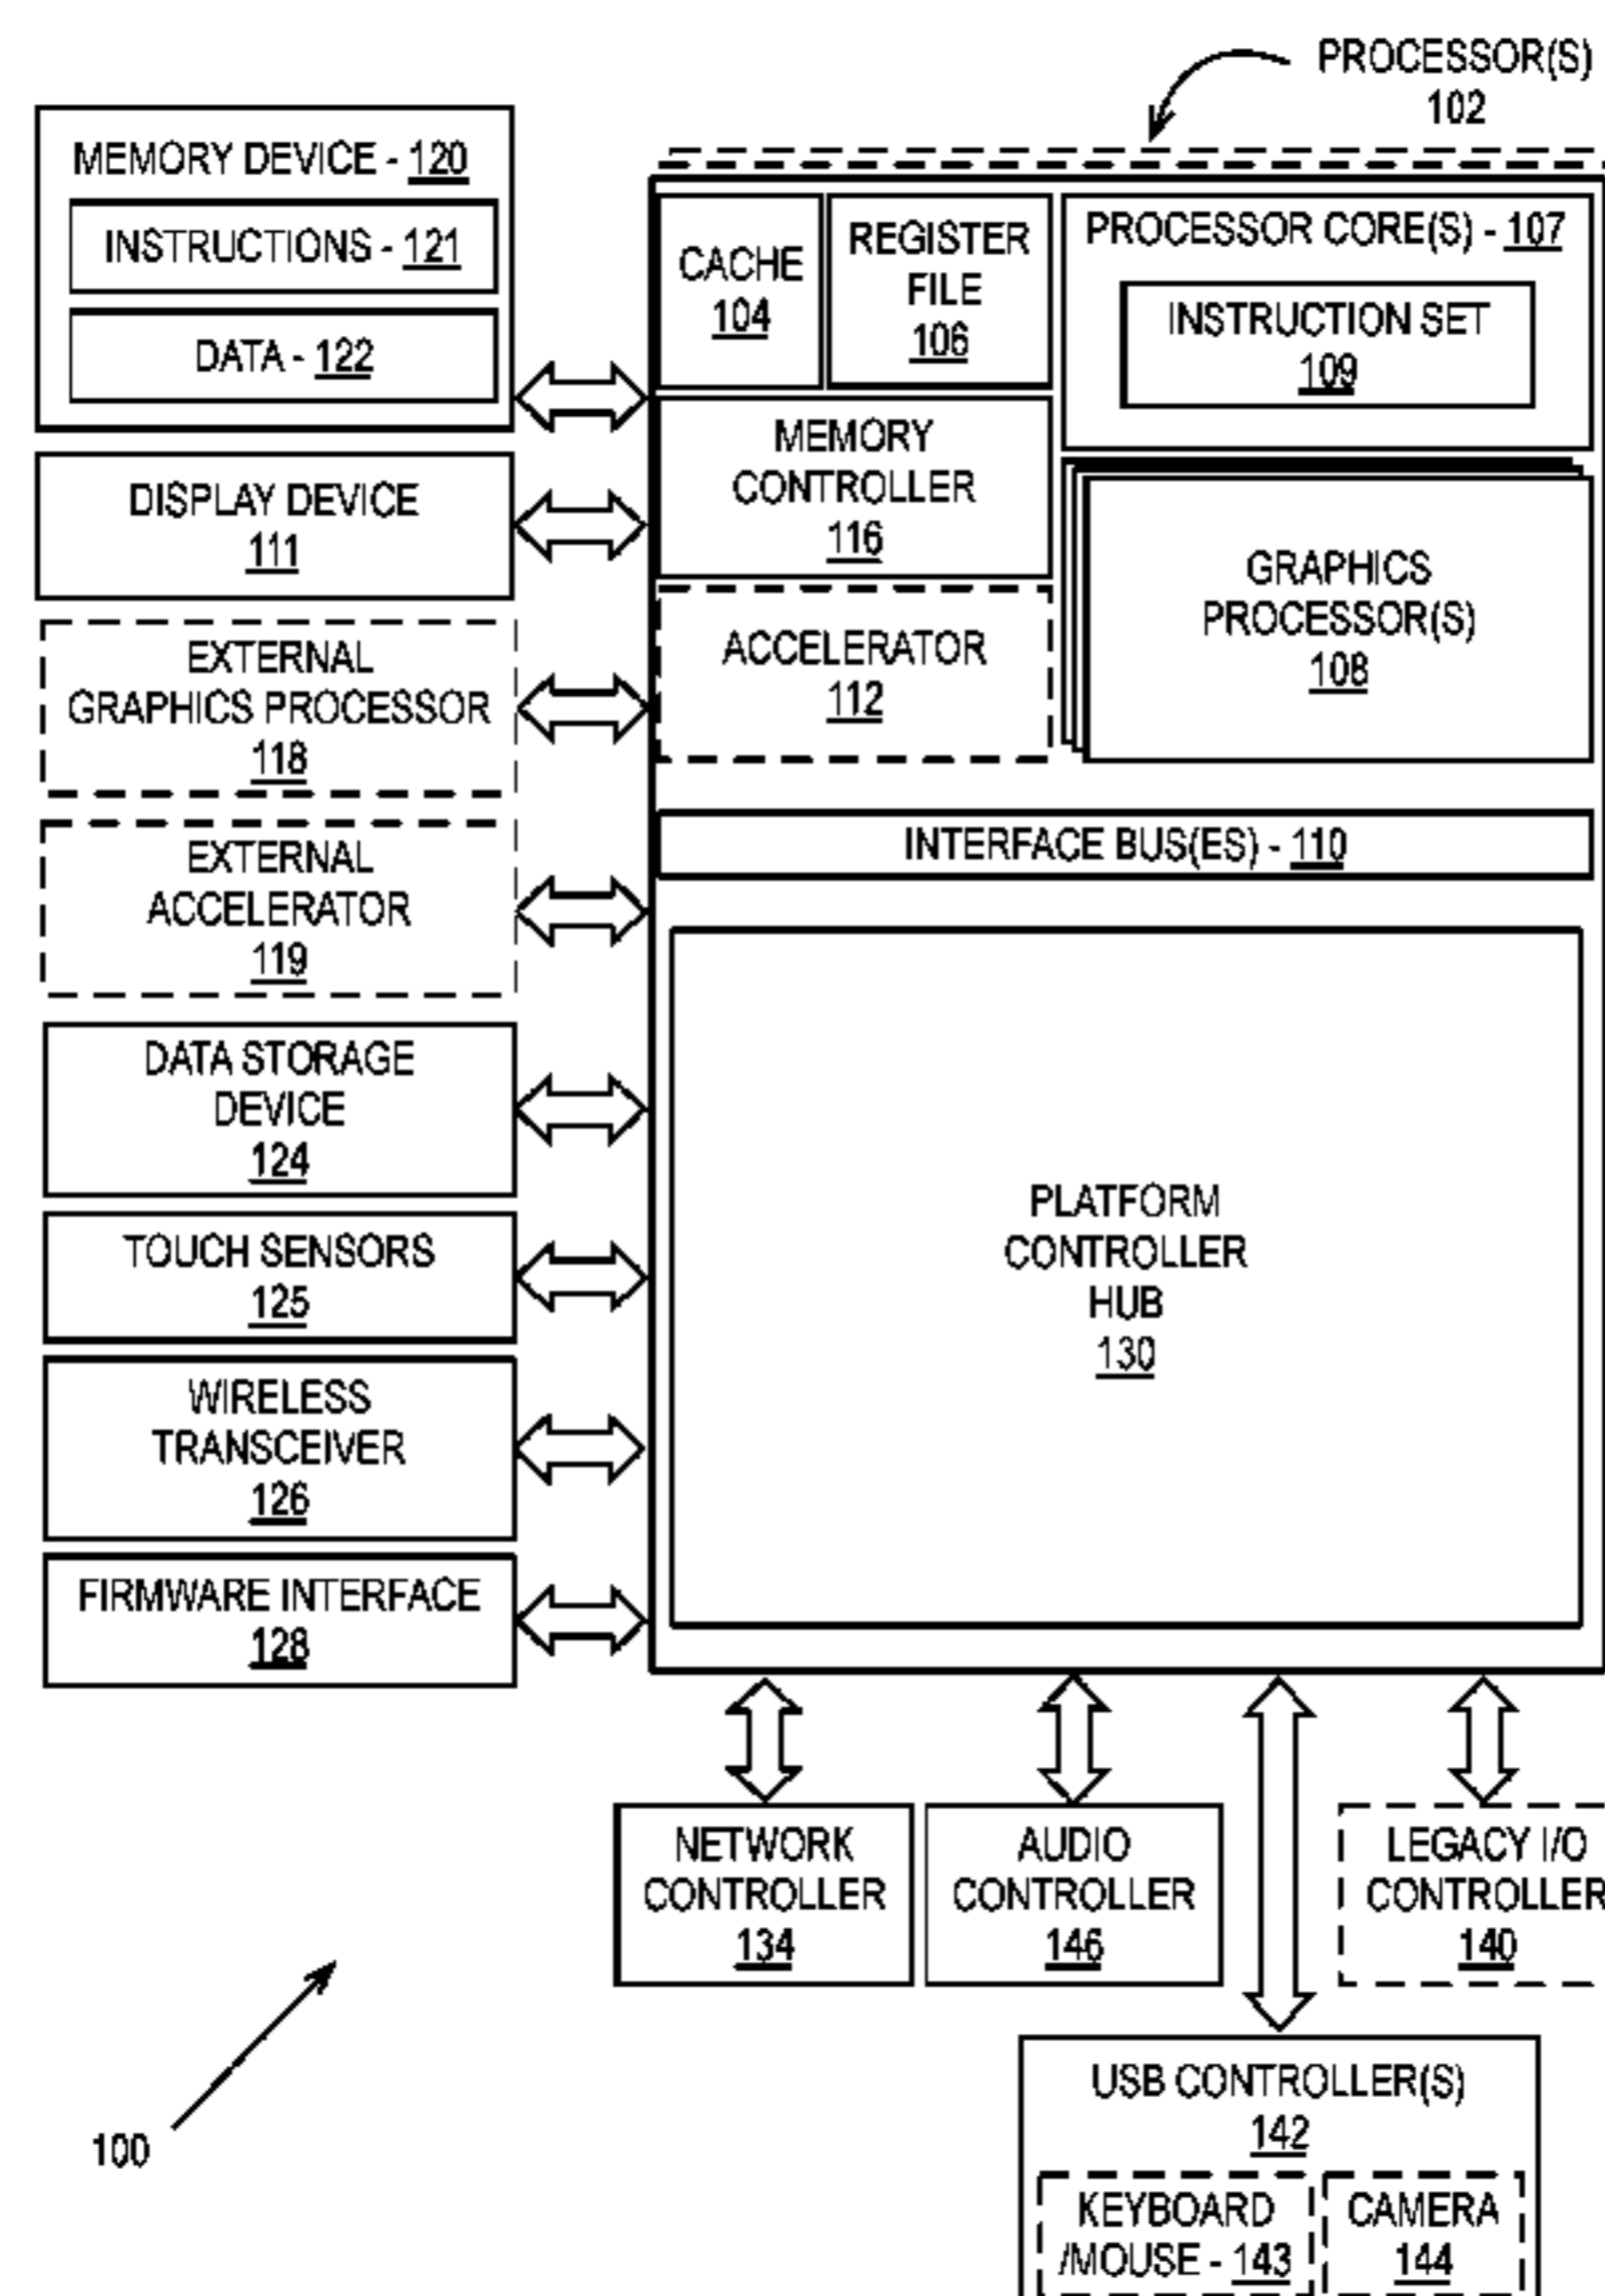 PROCESSOR(S)
102
MEMORY DEVICE - 120
INSTRUCTIONS - 121
DATA - 122
DISPLAY DEVICE
111
EXTERNAL
GRAPHICS PROCESSOR
118
EXTERNAL
ACCELERATOR
119
DATA STORAGE
DEVICE
124
TOUCH SENSORS
125
WIRELESS
TRANSCEIVER
126
FIRMWARE INTERFACE
128
CACHE
104
REGISTER
FILE
106
PROCESSOR CORE(S) - 107
INSTRUCTION SET
109
MEMORY
CONTROLLER
116
ACCELERATOR
112
GRAPHICS
PROCESSOR(S)
108
INTERFACE BUS(ES) - 110
PLATFORM
CONTROLLER
HUB
130
NETWORK
CONTROLLER
134
AUDIO
CONTROLLER
146
LEGACY I/O
CONTROLLER
140
USB CONTROLLER(S)
142
KEYBOARD
/MOUSE - 143
CAMERA
144
100